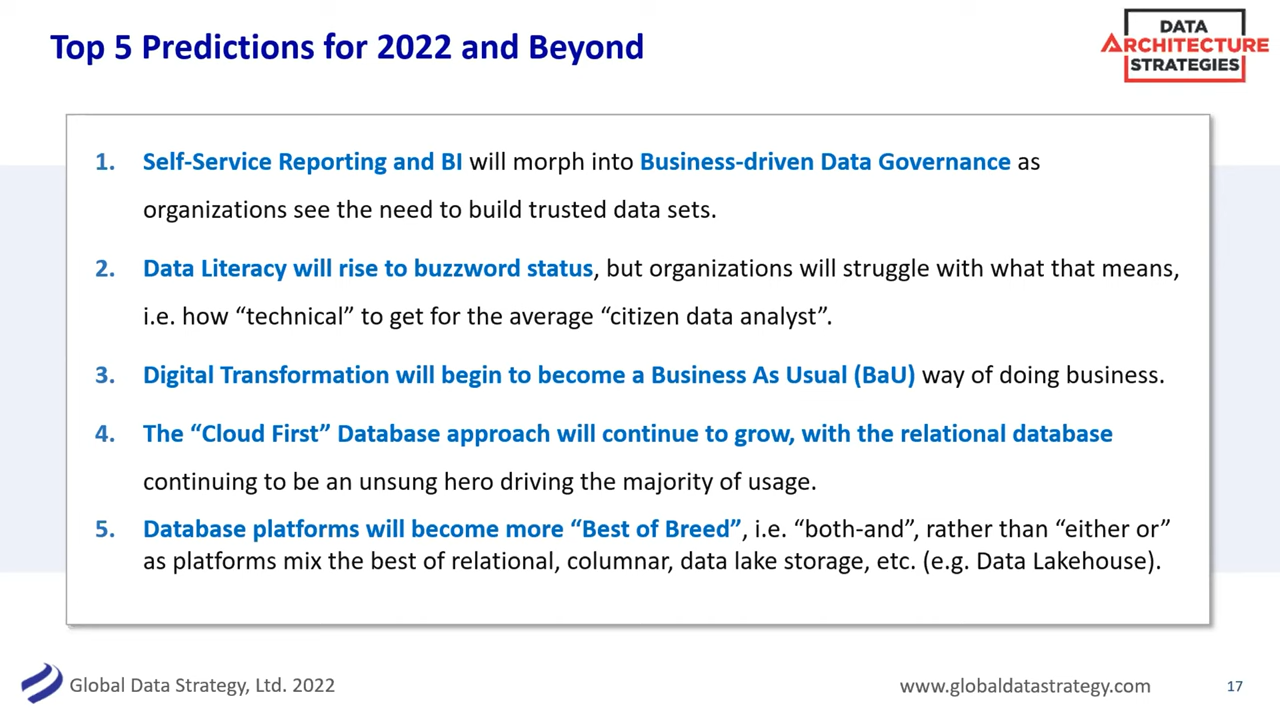 Top 5 Predictions for 2022 and Beyond
DATA
ARCHITECTURE
STRATEGIES
1. Self-Service Reporting and BI will morph into Business-driven Data Governance as
organizations see the need to build trusted data sets.
2. Data Literacy will rise to buzzword status, but organizations will struggle with what that means,
i.e. how “technical” to get for the average “citizen data analyst”.
3. Digital Transformation will begin to become a Business As Usual (BaU) way of doing business.
4. The “Cloud First” Database approach will continue to grow, with the relational database
continuing to be an unsung hero driving the majority of usage.
5. Database platforms will become more “Best of Breed”, i.e. “both-and”, rather than “either or”
as platforms mix the best of relational, columnar, data lake storage, etc. (e.g. Data Lakehouse).
Global Data Strategy, Ltd. 2022
www.globaldatastrategy.com
17